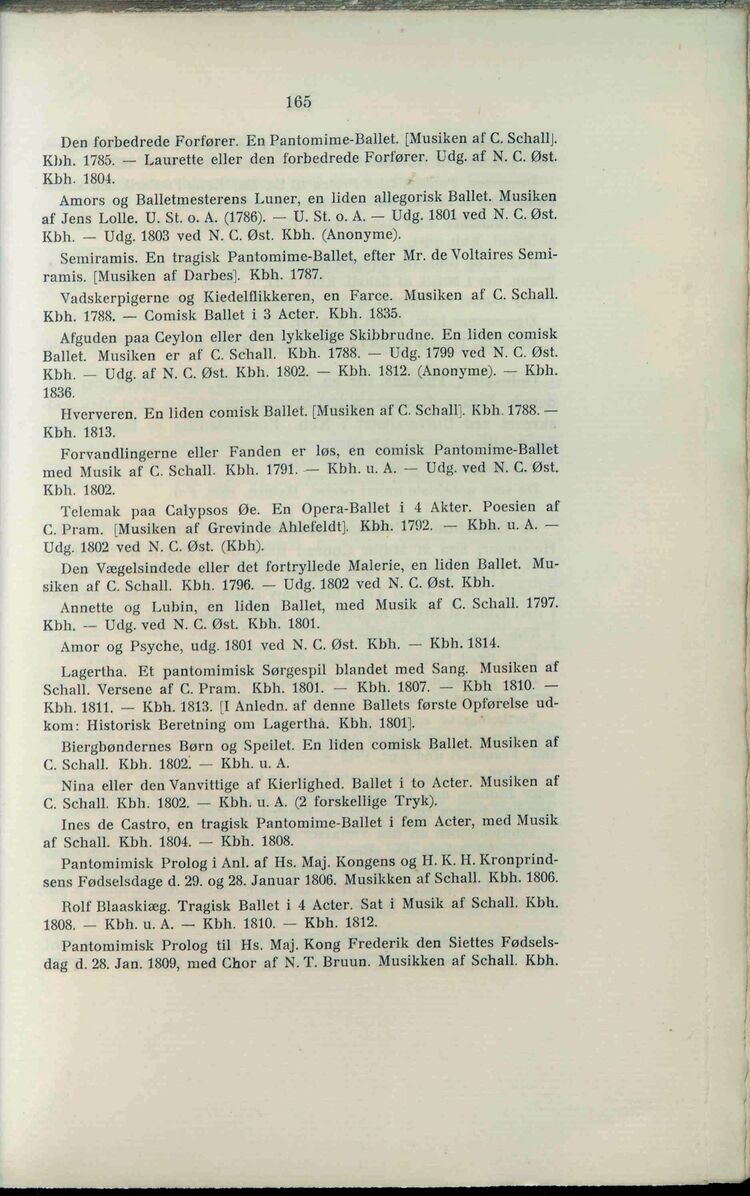 165
Den forbedrede Forfører. En Pantomime-Ballet. [Musiken af C. Schall].
Kbh. 1785. — Laurette eller den forbedrede Forfører. Udg. af N. C. Øst.
Kbh. 1804.
Amors og Balletmesterens Luner, en liden allegorisk Ballet. Musiken
af Jens Lolle. U. St. o. A. (1786). — U. St. o. A. — Udg. 1801 ved N. C. Øst.
Kbh. — Udg. 1803 ved N. C. Øst. Kbh. (Anonyme).
Semiramis. En tragisk Pantomime-Ballet, efter Mr. de Voltaires Semi-
ramis. [Musiken af Darbes]. Kbh. 1787.
Vadskerpigerne og Kiedelflikkeren, en Farce. Musiken af C. Schall.
Kbh. 1788. — Comisk Ballet i 3 Acter. Kbh. 1835.
Afguden paa Ceylon eller den lykkelige Skibbrudne. En liden comisk
Ballet. Musiken er af C. Schall. Kbh. 1788. — Udg. 1799 ved N. C. Øst.
Kbh. — Udg. af N. C. Øst. Kbh. 1802. — Kbh. 1812. (Anonyme). — Kbh.
1836.
Hververen. En liden comisk Ballet. [Musiken af C. Schall]. Kbh. 1788. —
Kbh. 1813.
Forvandlingerne eller Fanden er løs, en comisk Pantomime-Ballet
med Musik af C. Schall. Kbh. 1791. — Kbh. u. A. — Udg. ved N. C. Øst.
Kbh. 1802.
Telemak paa Calypsos Øe. En Opera-Ballet i 4 Akter. Poesien af
C. Pram. [Musiken af Grevinde Ahlefeldt]. Kbh. 1792. — Kbh. u. A. —
Udg. 1802 ved N. C. Øst. (Kbh).
Den Vægelsindede eller det fortryllede Malerie, en liden Ballet. Mu-
siken af C. Schall. Kbh. 1796. — Udg. 1802 ved N. C. Øst. Kbh.
Annette og Lubin, en liden Ballet, med Musik af C. Schall. 1797.
Kbh. — Udg. ved N. C. Øst. Kbh. 1801.
Amor og Psyche, udg. 1801 ved N. C. Øst. Kbh. — Kbh. 1814.
Lagertha. Et pantomimisk Sørgespil blandet med Sang. Musiken af
Schall. Versene af C. Pram. Kbh. 1801. — Kbh. 1807. — Kbh 1810. —
Kbh. 1811. — Kbh. 1813. [I Anledn. af denne Ballets første Opførelse ud-
kom: Historisk Beretning om Lagertha. Kbh. 1801].
Biergbøndernes Børn og Speilet. En liden comisk Ballet. Musiken af
C. Schall. Kbh. 1802. — Kbh. u. A.
Nina eller den Vanvittige af Kierlighed. Ballet i to Acter. Musiken af
C. Schall. Kbh. 1802. — Kbh. u. A. (2 forskellige Tryk).
Ines de Castro, en tragisk Pantomime-Ballet i fem Acter, med Musik
af Schall. Kbh. 1804. — Kbh. 1808.
Pantomimisk Prolog i Anl. af Hs. Maj. Kongens og H. K. H. Kronprind-
sens Fødselsdage d. 29. og 28. Januar 1806. Musikken af Schall. Kbh. 1806.
Rolf Blaaskiæg. Tragisk Ballet i 4 Acter. Sat i Musik af Schall. Kbh.
1808. — Kbh. u. A. — Kbh. 1810. — Kbh. 1812.
Pantomimisk Prolog til Hs. Maj. Kong Frederik den Siettes Fødsels-
dag d. 28. Jan. 1809, med Chor af N. T. Bruun. Musikken af Schall. Kbh.